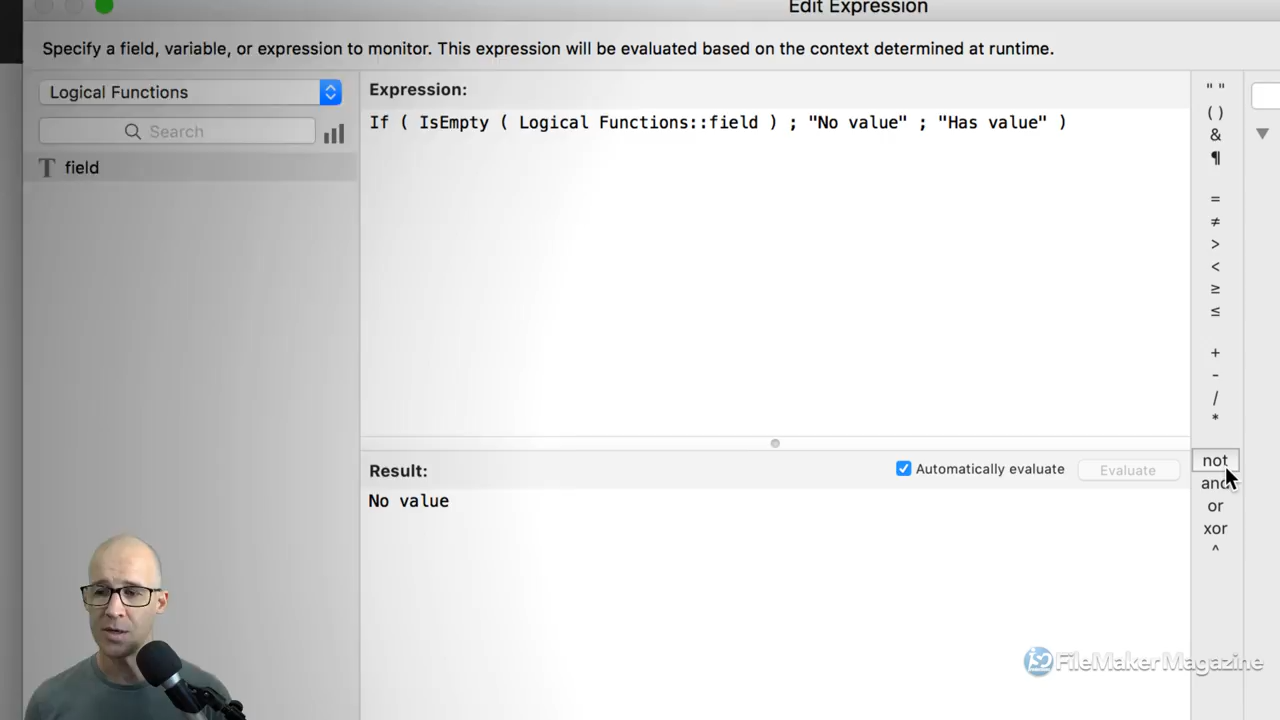 Edit Expression
Specify a field, variable, or expression to monitor. This expression will be evaluated based on the context determined at runtime.
Logical Functions
Search
field
Expression:
If ( IsEmpty ( Logical Functions::field ) ; "No value" ; "Has value" )
" "
( )
&
¶
=
≠
>
<
≥
≤
+
-
/
*
not
and
or
xor
^
Result:
Automatically evaluate
Evaluate
No value
FileMakerMagazine